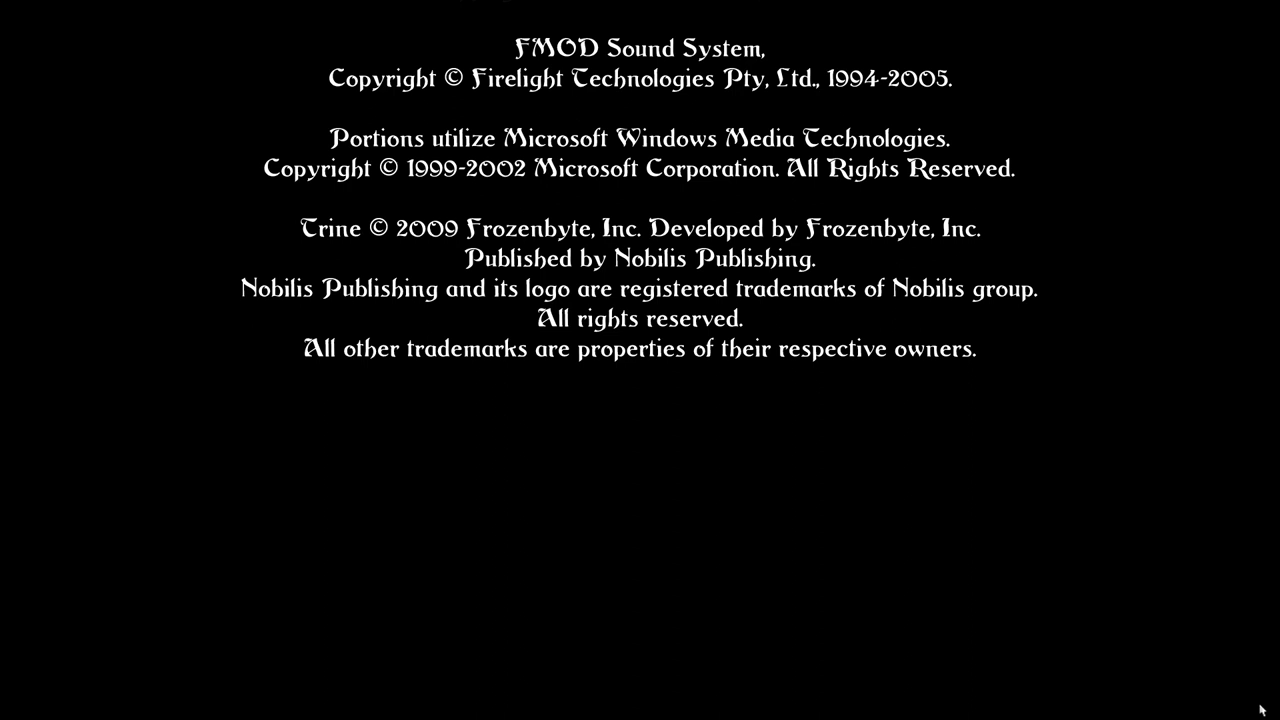 FMOD Sound System,
Copyright © Firelight Technologies Pty, Ltd., 1994-2005.
Portions utilize Microsoft Windows Media Technologies.
Copyright © 1999-2002 Microsoft Corporation. All Rights Reserved.
Trine © 2009 Frozenbyte, Inc. Developed by Frozenbyte, Inc.
Published by Nobilis Publishing.
Nobilis Publishing and its logo are registered trademarks of Nobilis group.
All rights reserved.
All other trademarks are properties of their respective owners.